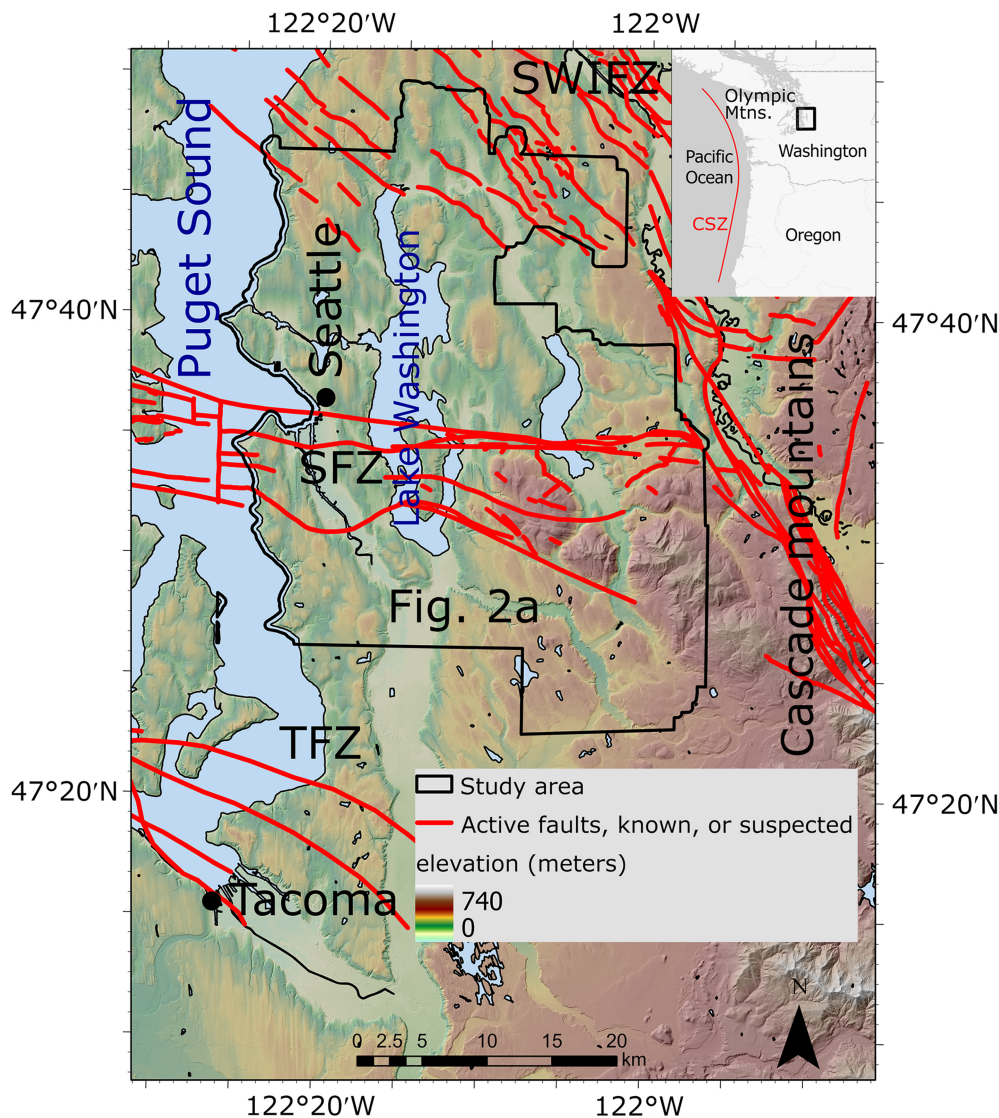 122°20′W
122°W
SWIFZ
Olympic
Mtns.
Washington
Pacific
Ocean
CSZ
Oregon
Puget Sound
Seattle
Lake Washington
47°40′N
47°40′N
Cascade mountains
SFZ
Fig. 2a
TFZ
47°20′N
47°20′N
Study area
Active faults, known, or suspected
elevation (meters)
740
0
Tacoma
N
0 2.5 5 10 15 20
km
122°20′W
122°W